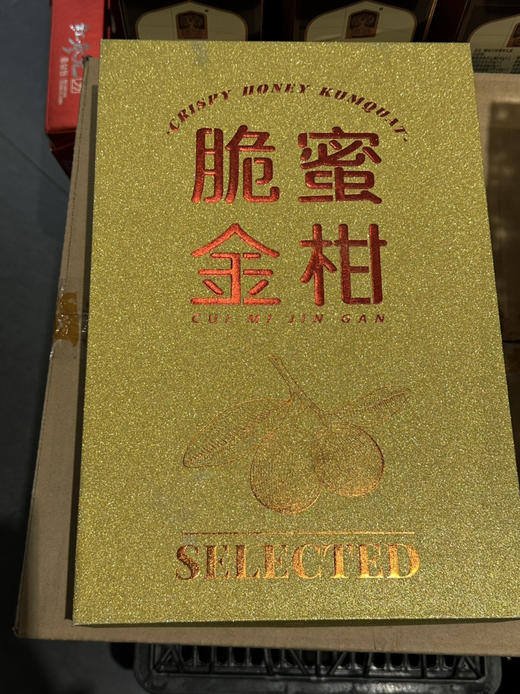 ·CRISPY HONEY KUMQUAT·
脆蜜
金柑
CUI MI JIN GAN
SELECTED